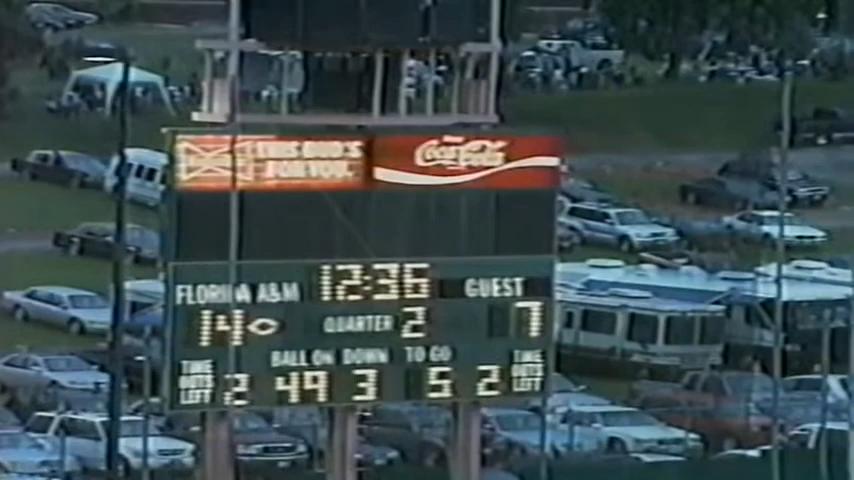 THIS BUD'S
FOR YOU.
Coca-Cola
FLORIDA A&M 12:36 GUEST
14 QUARTER 2 7
BALL ON DOWN TO GO
TIME OUTS LEFT 2 49 3 5 2 TIME OUTS LEFT